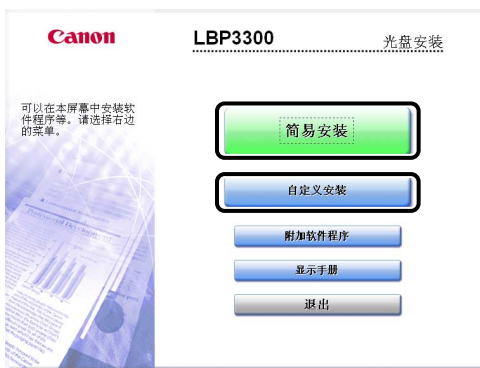 Canon
LBP3300
光盘安装
可以在本屏幕中安装软
件程序等。请选择右边
的菜单。
简易安装
自定义安装
附加软件程序
显示手册
退出